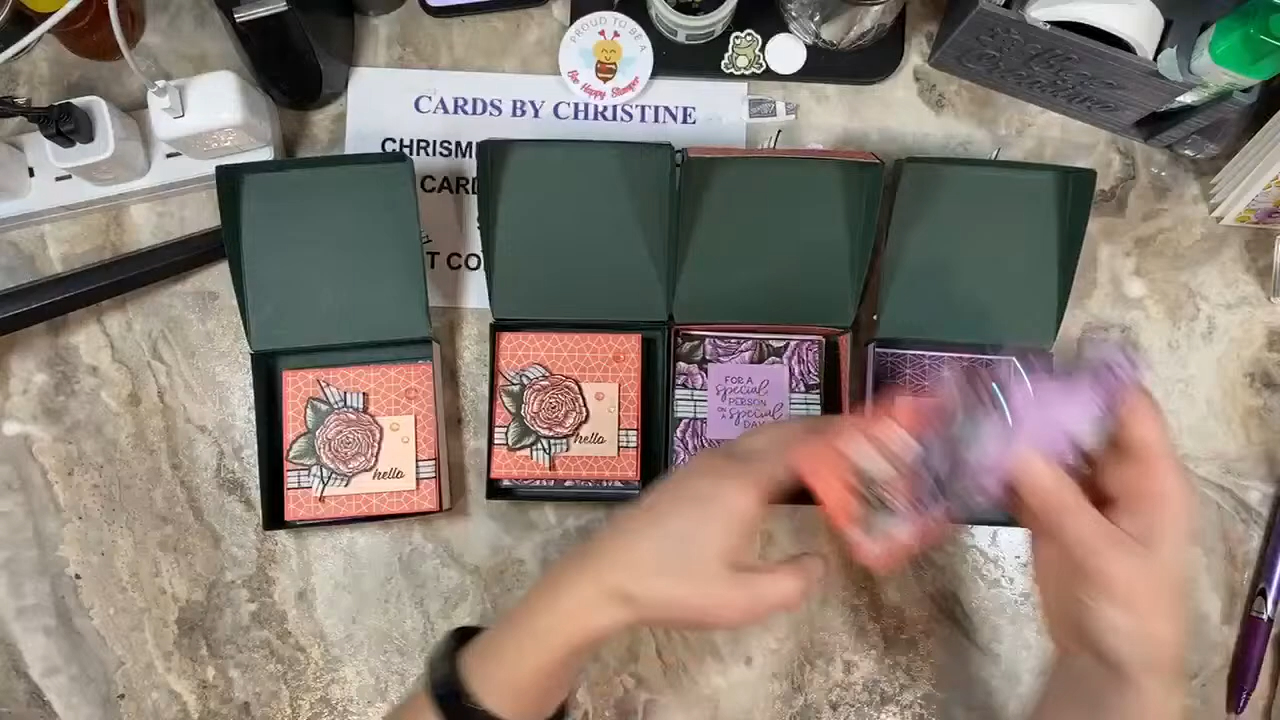 PROUD TO BE A
Bee Happy Stamper
CARDS BY CHRISTINE
CHRISM
CARD
T CO
hello
hello
FOR A
special
PERSON
ON A special
DAY